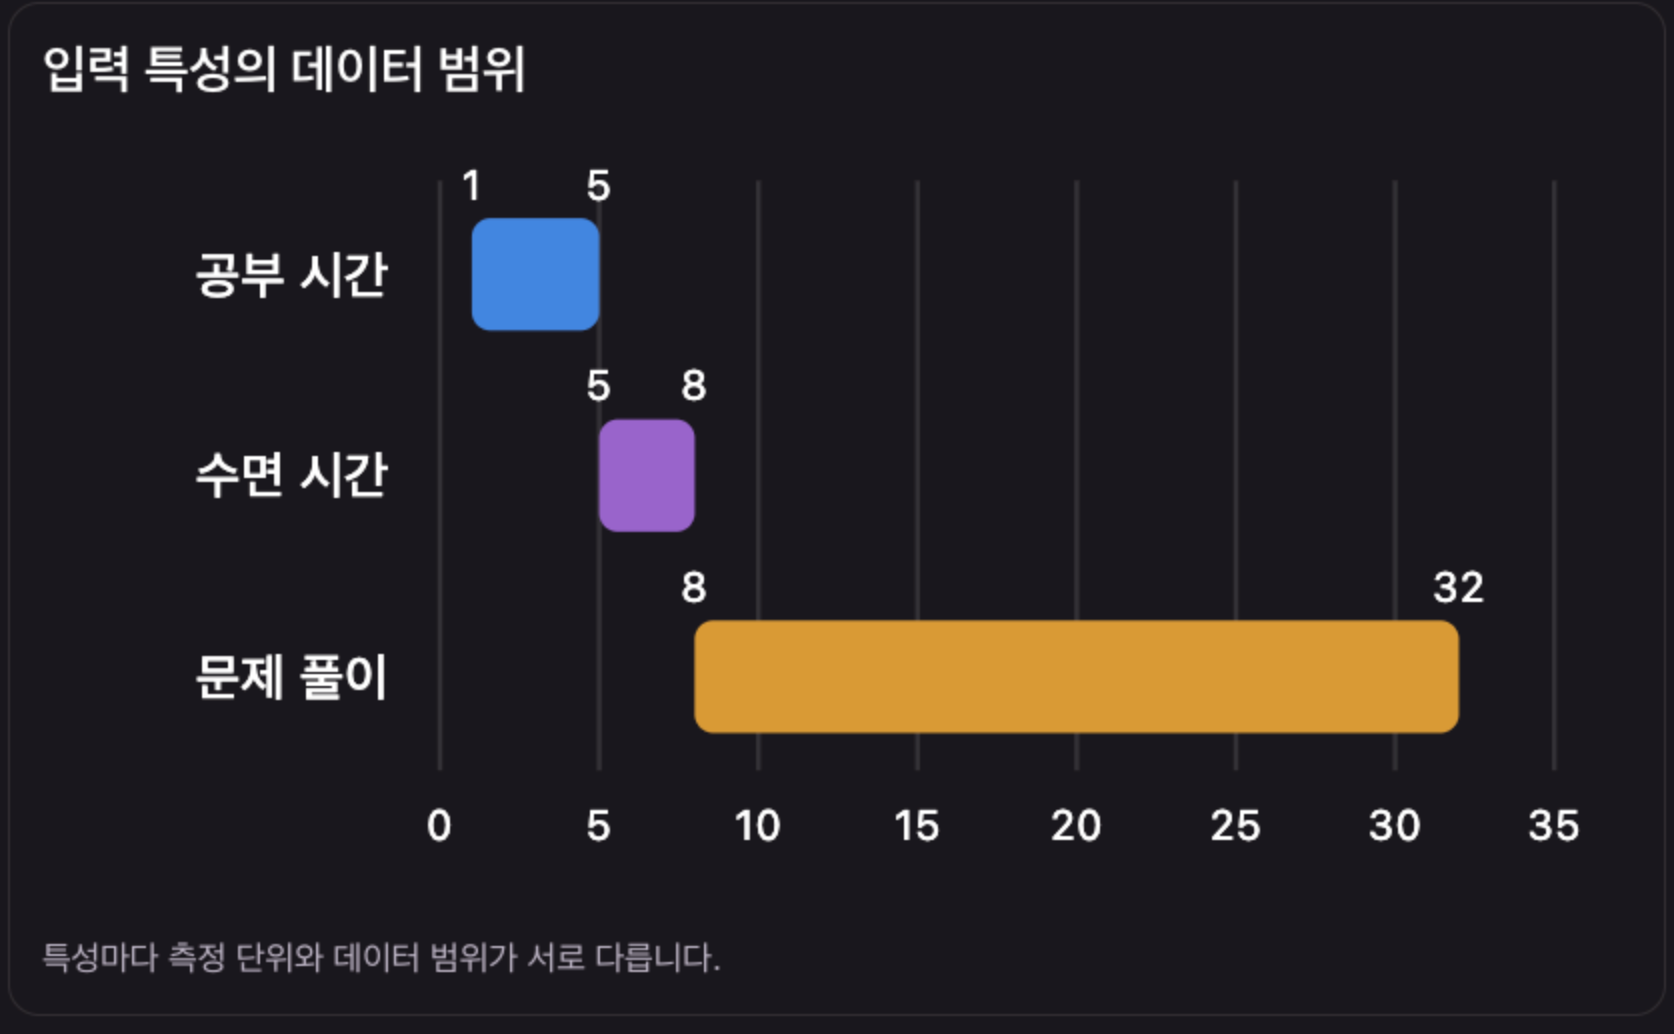 입력 특성의 데이터 범위
1 5
공부 시간
5 8
수면 시간
8 32
문제 풀이
0 5 10 15 20 25 30 35
특성마다 측정 단위와 데이터 범위가 서로 다릅니다.